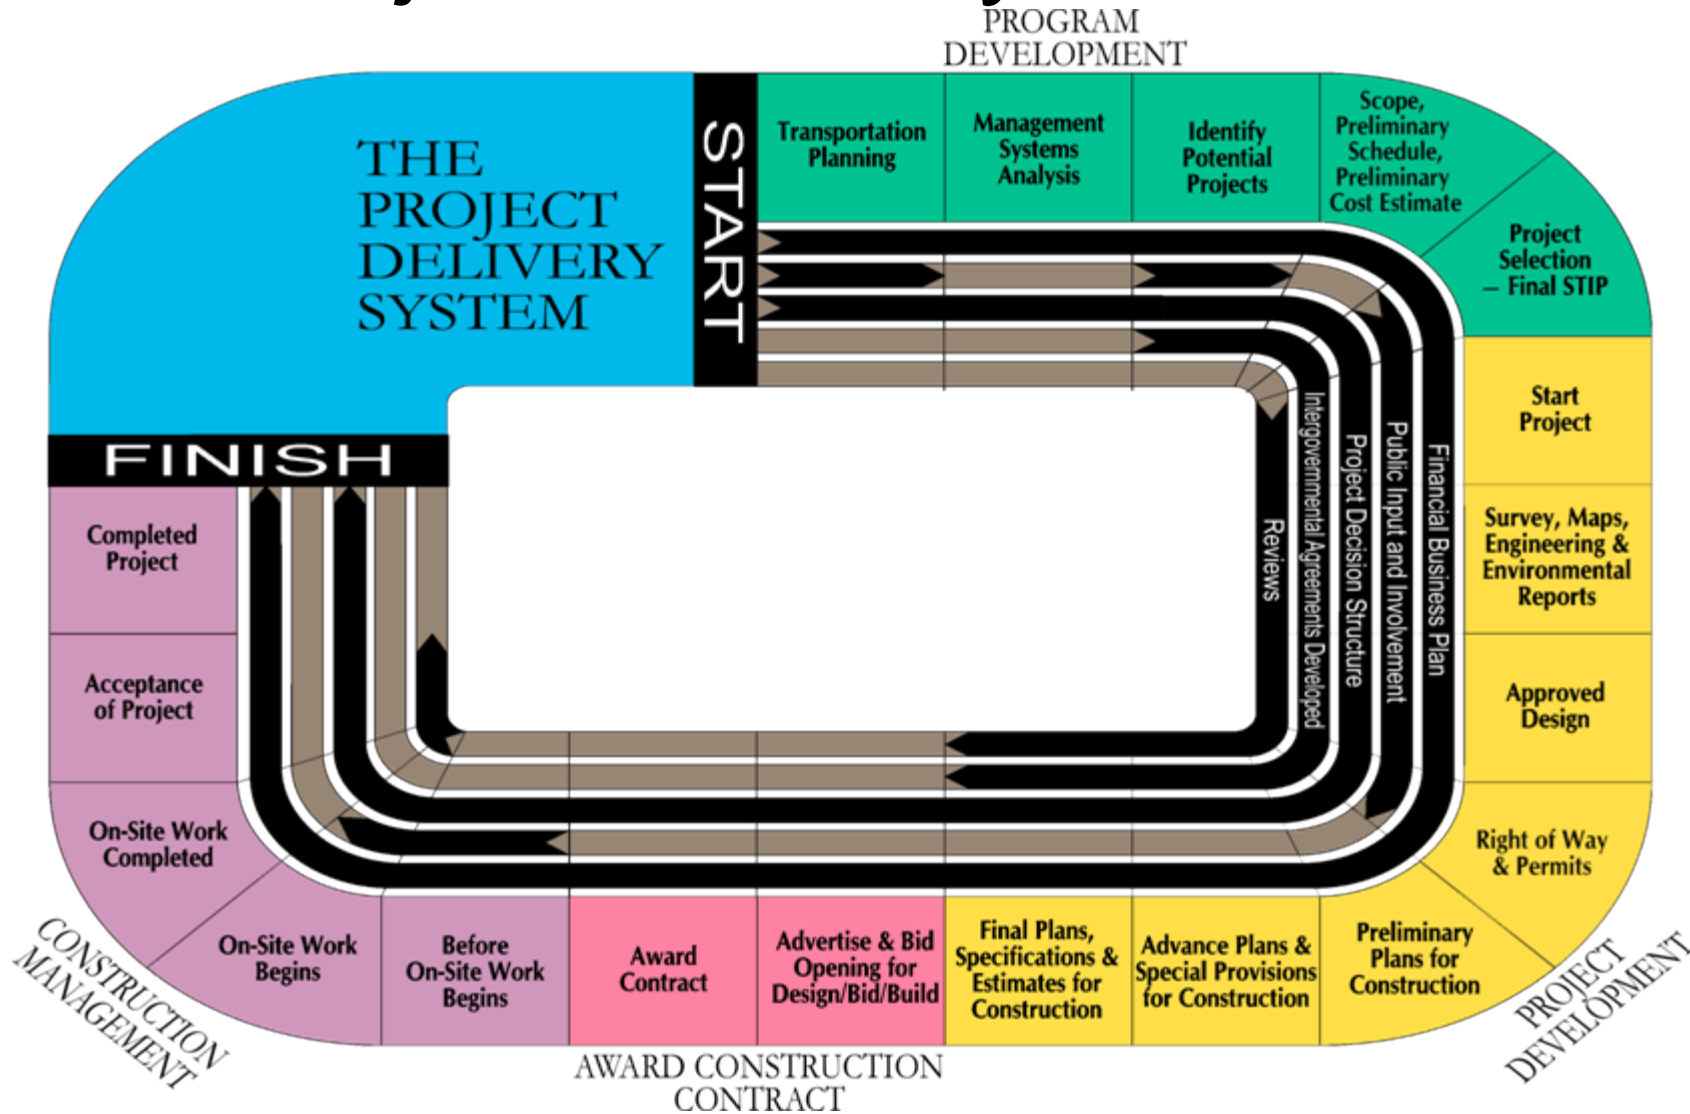 PROGRAM
DEVELOPMENT
THE
PROJECT
DELIVERY
SYSTEM
START
Transportation
Planning
Management
Systems
Analysis
Identify
Potential
Projects
Scope,
Preliminary
Schedule,
Preliminary
Cost Estimate
Project
Selection
– Final STIP
Start
Project
Survey, Maps,
Engineering &
Environmental
Reports
Approved
Design
Right of Way
& Permits
PROJECT
DEVELOPMENT
Preliminary
Plans for
Construction
Advance Plans &
Special Provisions
for Construction
Final Plans,
Specifications &
Estimates for
Construction
Advertise & Bid
Opening for
Design/Bid/Build
Award
Contract
AWARD CONSTRUCTION
CONTRACT
Before
On-Site Work
Begins
On-Site Work
Begins
CONSTRUCTION
MANAGEMENT
On-Site Work
Completed
Acceptance
of Project
Completed
Project
FINISH
Reviews
Intergovernmental Agreements Developed
Project Decision Structure
Public Input and Involvement
Financial Business Plan